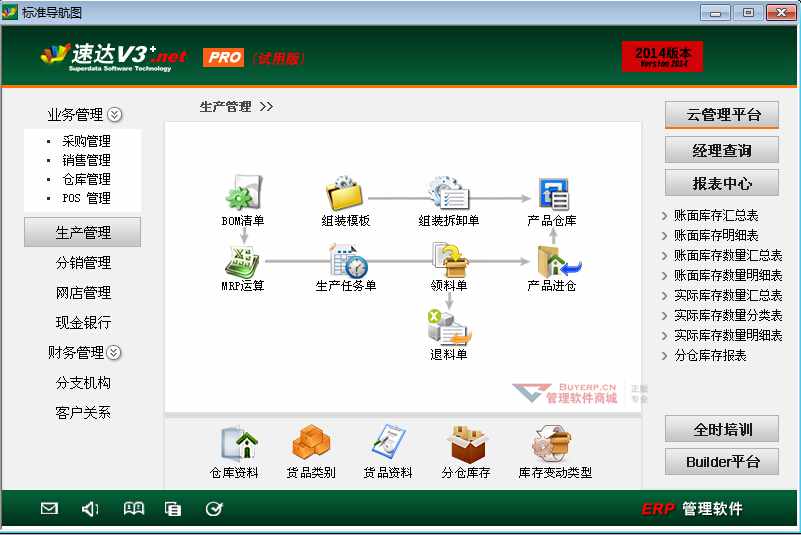 标准导航图
速达V3+.net PRO (试用版)
Superdata Software Technology
2014版本
Version 2014
业务管理
采购管理
销售管理
仓库管理
POS 管理
生产管理
分销管理
网店管理
现金银行
财务管理
分支机构
客户关系
生产管理 >>
BOM清单
组装模板
组装拆卸单
产品仓库
MRP运算
生产任务单
领料单
产品进仓
退料单
BUYERP.CN
管理软件商城
正版
专业
仓库资料
货品类别
货品资料
分仓库存
库存变动类型
云管理平台
经理查询
报表中心
账面库存汇总表
账面库存明细表
账面库存数量汇总表
账面库存数量明细表
实际库存数量汇总表
实际库存数量分类表
实际库存数量明细表
分仓库存报表
全时培训
Builder平台
ERP 管理软件